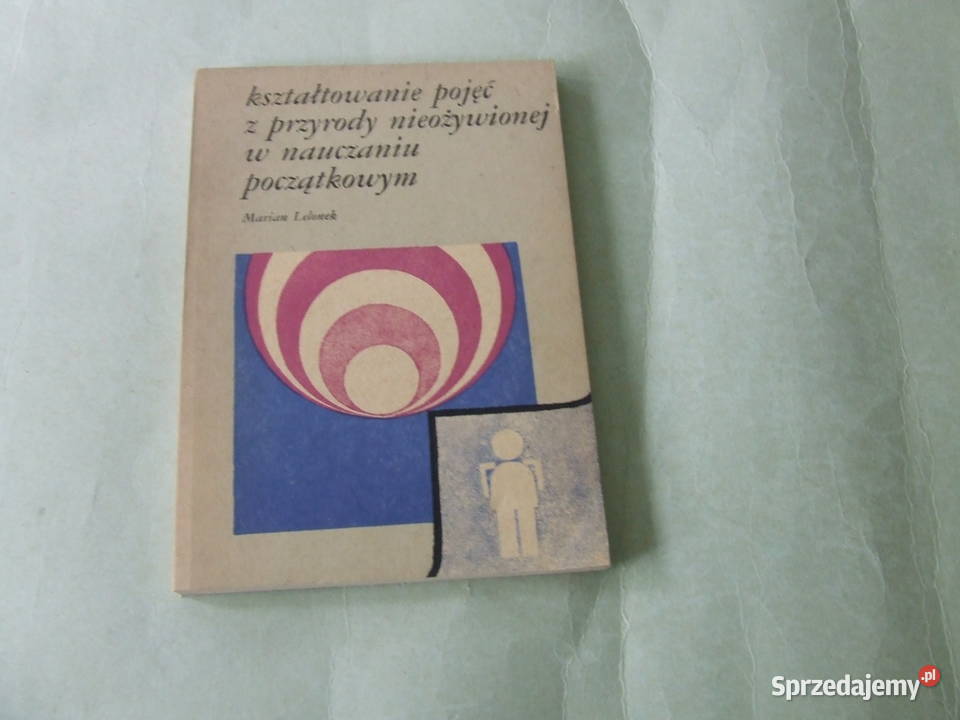 kształtowanie pojęć
z przyrody nieożywionej
w nauczaniu
początkowym
Marian Lelonek
Sprzedajemy.pl